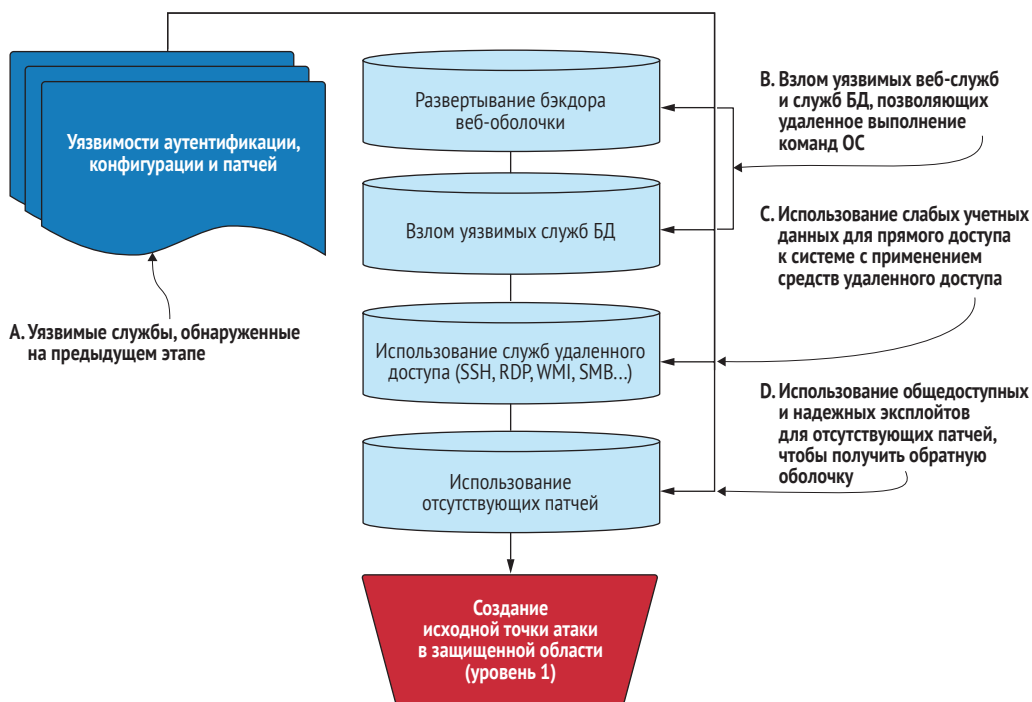 Уязвимости аутентификации,
конфигурации и патчей
A. Уязвимые службы, обнаруженные
на предыдущем этапе
Развертывание бэкдора
веб-оболочки
Взлом уязвимых служб БД
Использование служб удаленного
доступа (SSH, RDP, WMI, SMB...)
Использование
отсутствующих патчей
Создание
исходной точки атаки
в защищенной области
(уровень 1)
B. Взлом уязвимых веб-служб
и служб БД, позволяющих
удаленное выполнение
команд ОС
C. Использование слабых учетных
данных для прямого доступа
к системе с применением
средств удаленного доступа
D. Использование общедоступных
и надежных эксплойтов
для отсутствующих патчей,
чтобы получить обратную
оболочку